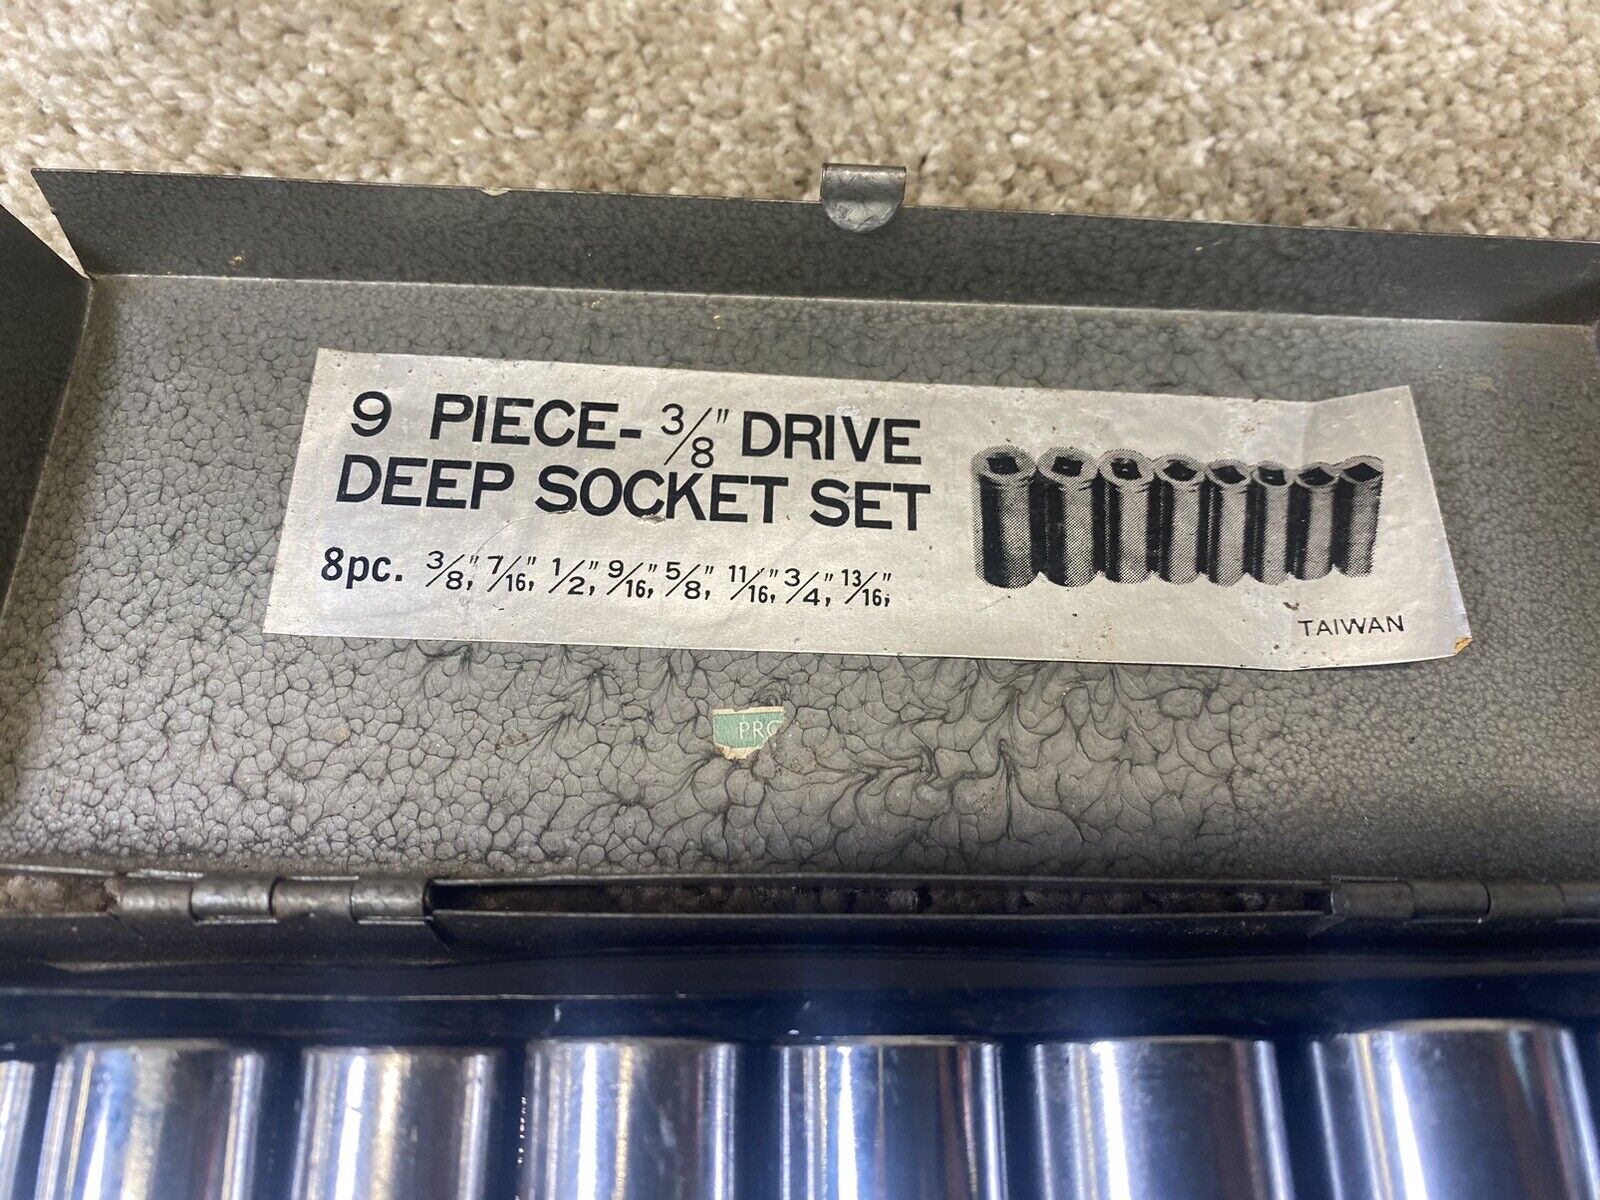 9 PIECE- 3/8" DRIVE
DEEP SOCKET SET
8pc. 3/8", 7/16", 1/2", 9/16", 5/8", 11/16", 3/4", 13/16",
TAIWAN